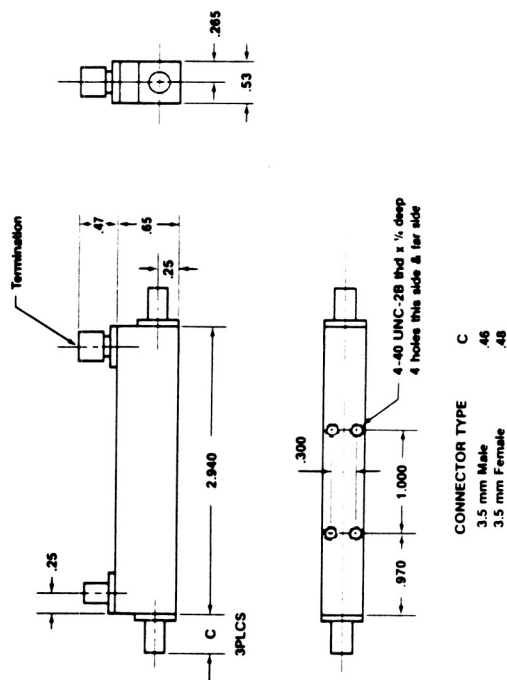 .265
.53
Termination
.47
.65
.25
.25
2.940
C
3PLCS
4-40 UNC-2B thd x ¼ deep
4 holes this side & far side
.300
1.000
.970
CONNECTOR TYPE C
3.5 mm Male .46
3.5 mm Female .48